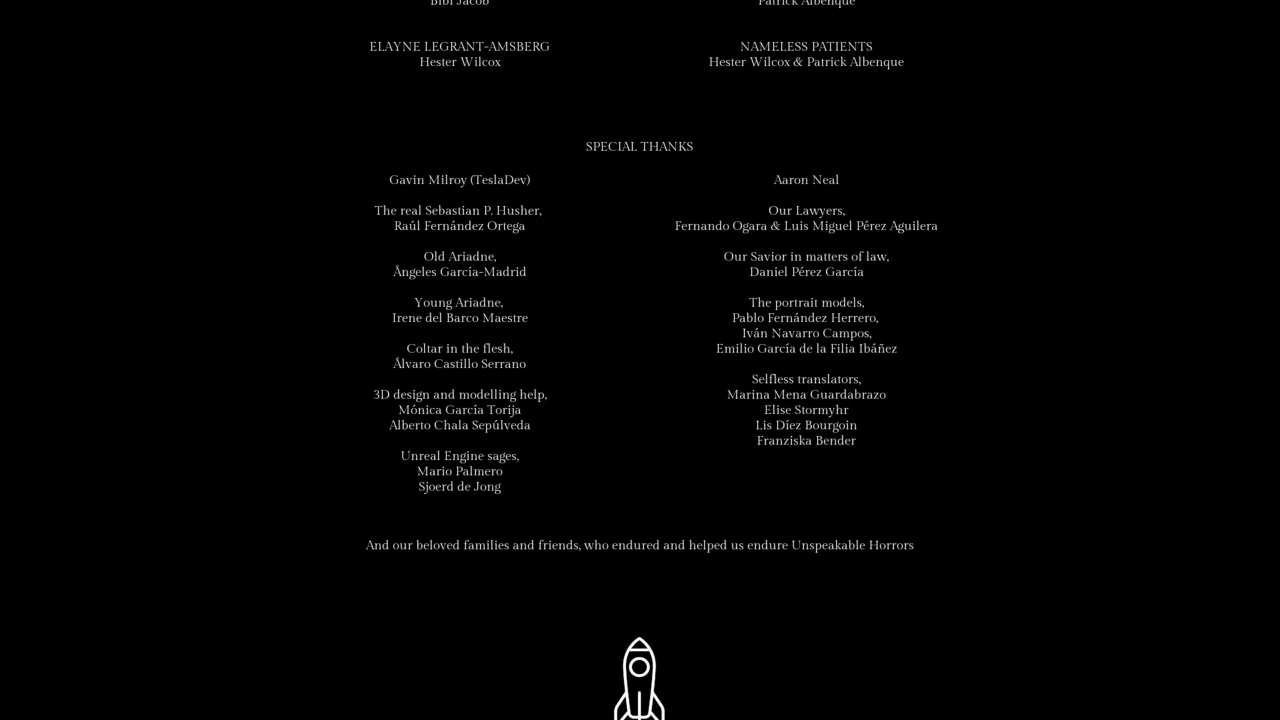 Bibi Jacob
Patrick Albenque
ELAYNE LEGRANT-AMSBERG
Hester Wilcox
NAMELESS PATIENTS
Hester Wilcox & Patrick Albenque
SPECIAL THANKS
Gavin Milroy (TeslaDev)
The real Sebastian P. Husher,
Raúl Fernández Ortega
Old Ariadne,
Ángeles García-Madrid
Young Ariadne,
Irene del Barco Maestre
Coltar in the flesh,
Álvaro Castillo Serrano
3D design and modelling help,
Mónica García Torija
Alberto Chala Sepúlveda
Unreal Engine sages,
Mario Palmero
Sjoerd de Jong
Aaron Neal
Our Lawyers,
Fernando Ogara & Luis Miguel Pérez Aguilera
Our Savior in matters of law,
Daniel Pérez García
The portrait models,
Pablo Fernández Herrero,
Iván Navarro Campos,
Emilio García de la Filia Ibáñez
Selfless translators,
Marina Mena Guardabrazo
Elise Stormyhr
Lis Díez Bourgoin
Franziska Bender
And our beloved families and friends, who endured and helped us endure Unspeakable Horrors